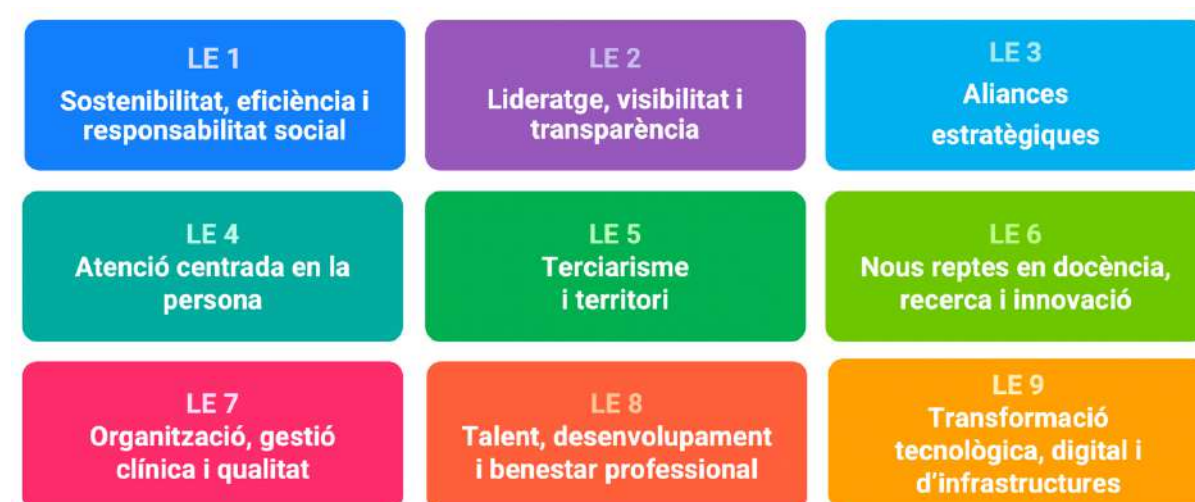 LE 1
Sostenibilitat, eficiència i
responsabilitat social
LE 2
Lideratge, visibilitat i
transparència
LE 3
Aliances
estratègiques
LE 4
Atenció centrada en la
persona
LE 5
Terciarisme
i territori
LE 6
Nous reptes en docència,
recerca i innovació
LE 7
Organització, gestió
clínica i qualitat
LE 8
Talent, desenvolupament
i benestar professional
LE 9
Transformació
tecnològica, digital i
d'infrastructures